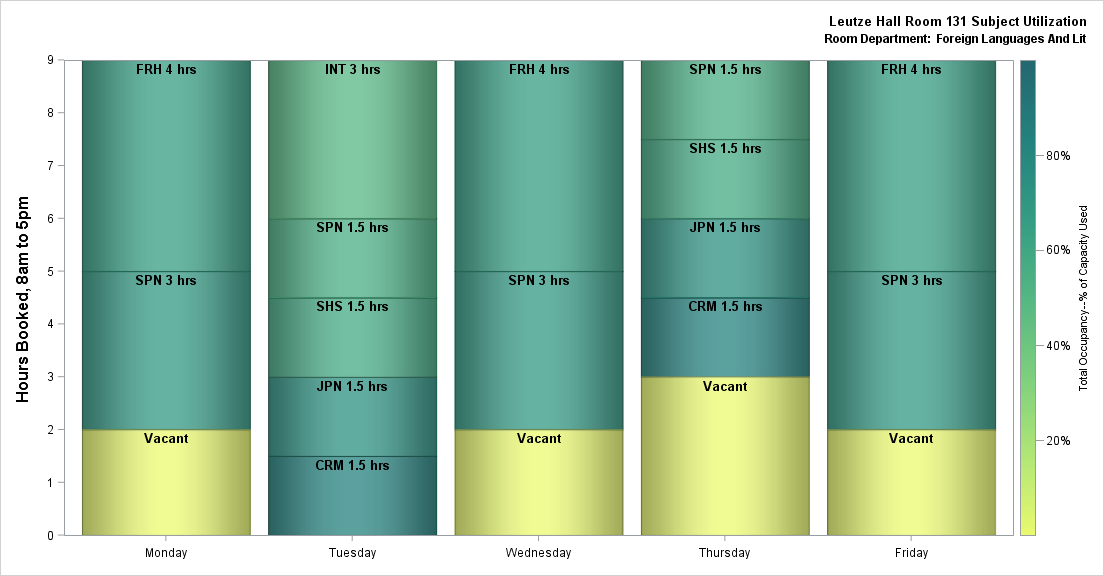 Leutze Hall Room 131 Subject Utilization
Room Department: Foreign Languages And Lit
Hours Booked, 8am to 5pm
9
8
7
6
5
4
3
2
1
0
FRH 4 hrs
SPN 3 hrs
Vacant
INT 3 hrs
SPN 1.5 hrs
SHS 1.5 hrs
JPN 1.5 hrs
CRM 1.5 hrs
FRH 4 hrs
SPN 3 hrs
Vacant
SPN 1.5 hrs
SHS 1.5 hrs
JPN 1.5 hrs
CRM 1.5 hrs
Vacant
FRH 4 hrs
SPN 3 hrs
Vacant
Monday
Tuesday
Wednesday
Thursday
Friday
80%
60%
40%
20%
Total Occupancy--% of Capacity Used